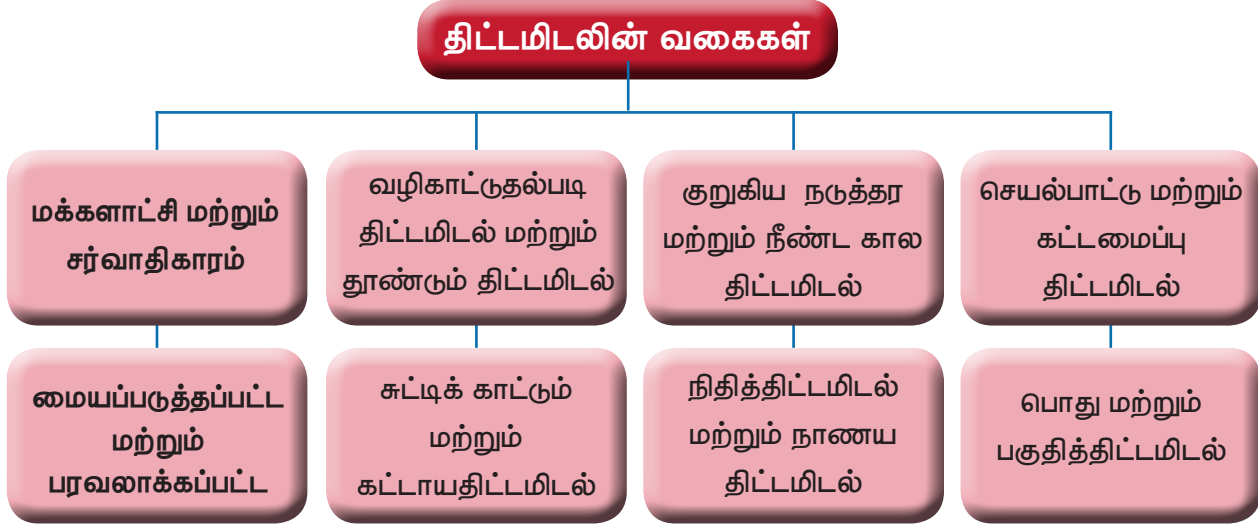 திட்டமிடலின் வகைகள்
மக்களாட்சி மற்றும்
சர்வாதிகாரம்
வழிகாட்டுதல்படி
திட்டமிடல் மற்றும்
தூண்டும் திட்டமிடல்
குறுகிய நடுத்தர
மற்றும் நீண்ட கால
திட்டமிடல்
செயல்பாட்டு மற்றும்
கட்டமைப்பு
திட்டமிடல்
மையப்படுத்தப்பட்ட
மற்றும்
பரவலாக்கப்பட்ட
சுட்டிக் காட்டும்
மற்றும்
கட்டாயதிட்டமிடல்
நிதித்திட்டமிடல்
மற்றும் நாணய
திட்டமிடல்
பொது மற்றும்
பகுதித்திட்டமிடல்